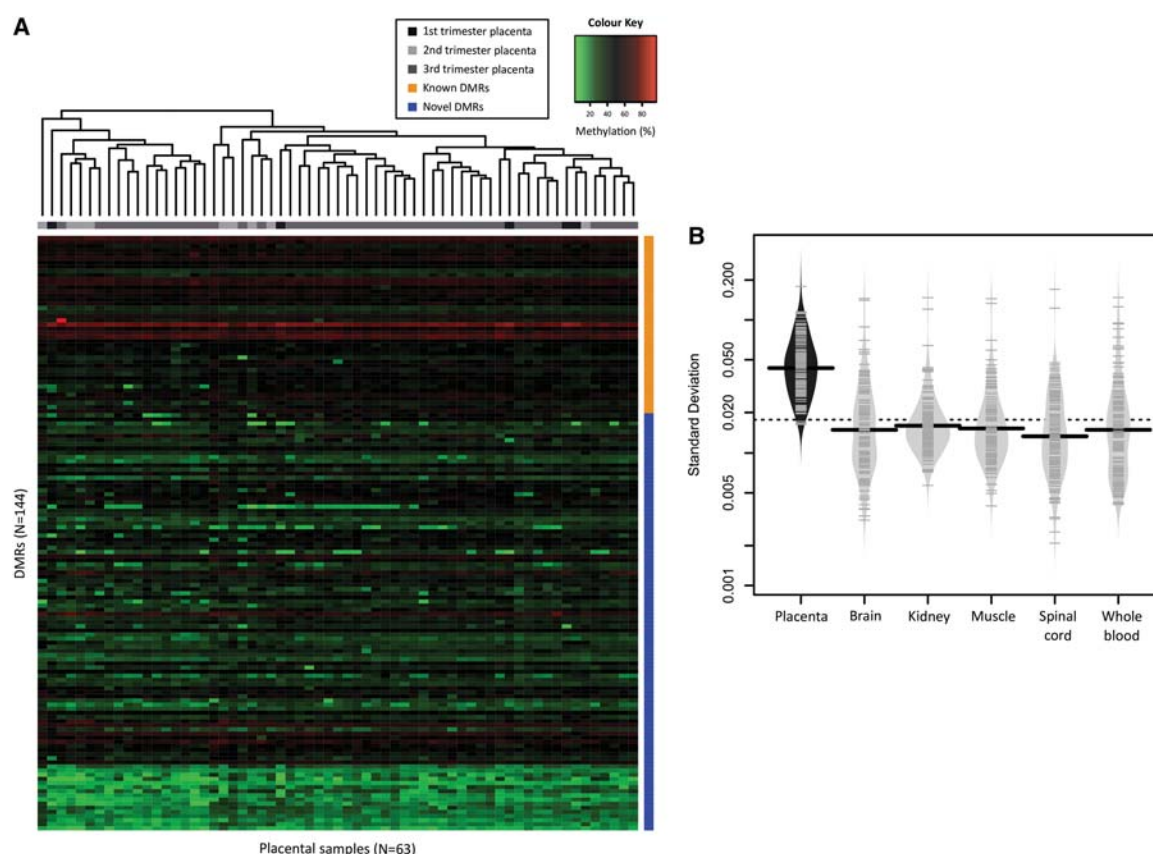 A
1st trimester placenta
2nd trimester placenta
3rd trimester placenta
Known DMRs
Novel DMRs
Colour Key
20 40 60 80
Methylation (%)
DMRs (N=144)
Placental samples (N=63)
B
Standard Deviation
0.200
0.050
0.020
0.005
0.001
Placenta
Brain
Kidney
Muscle
Spinal
cord
Whole
blood